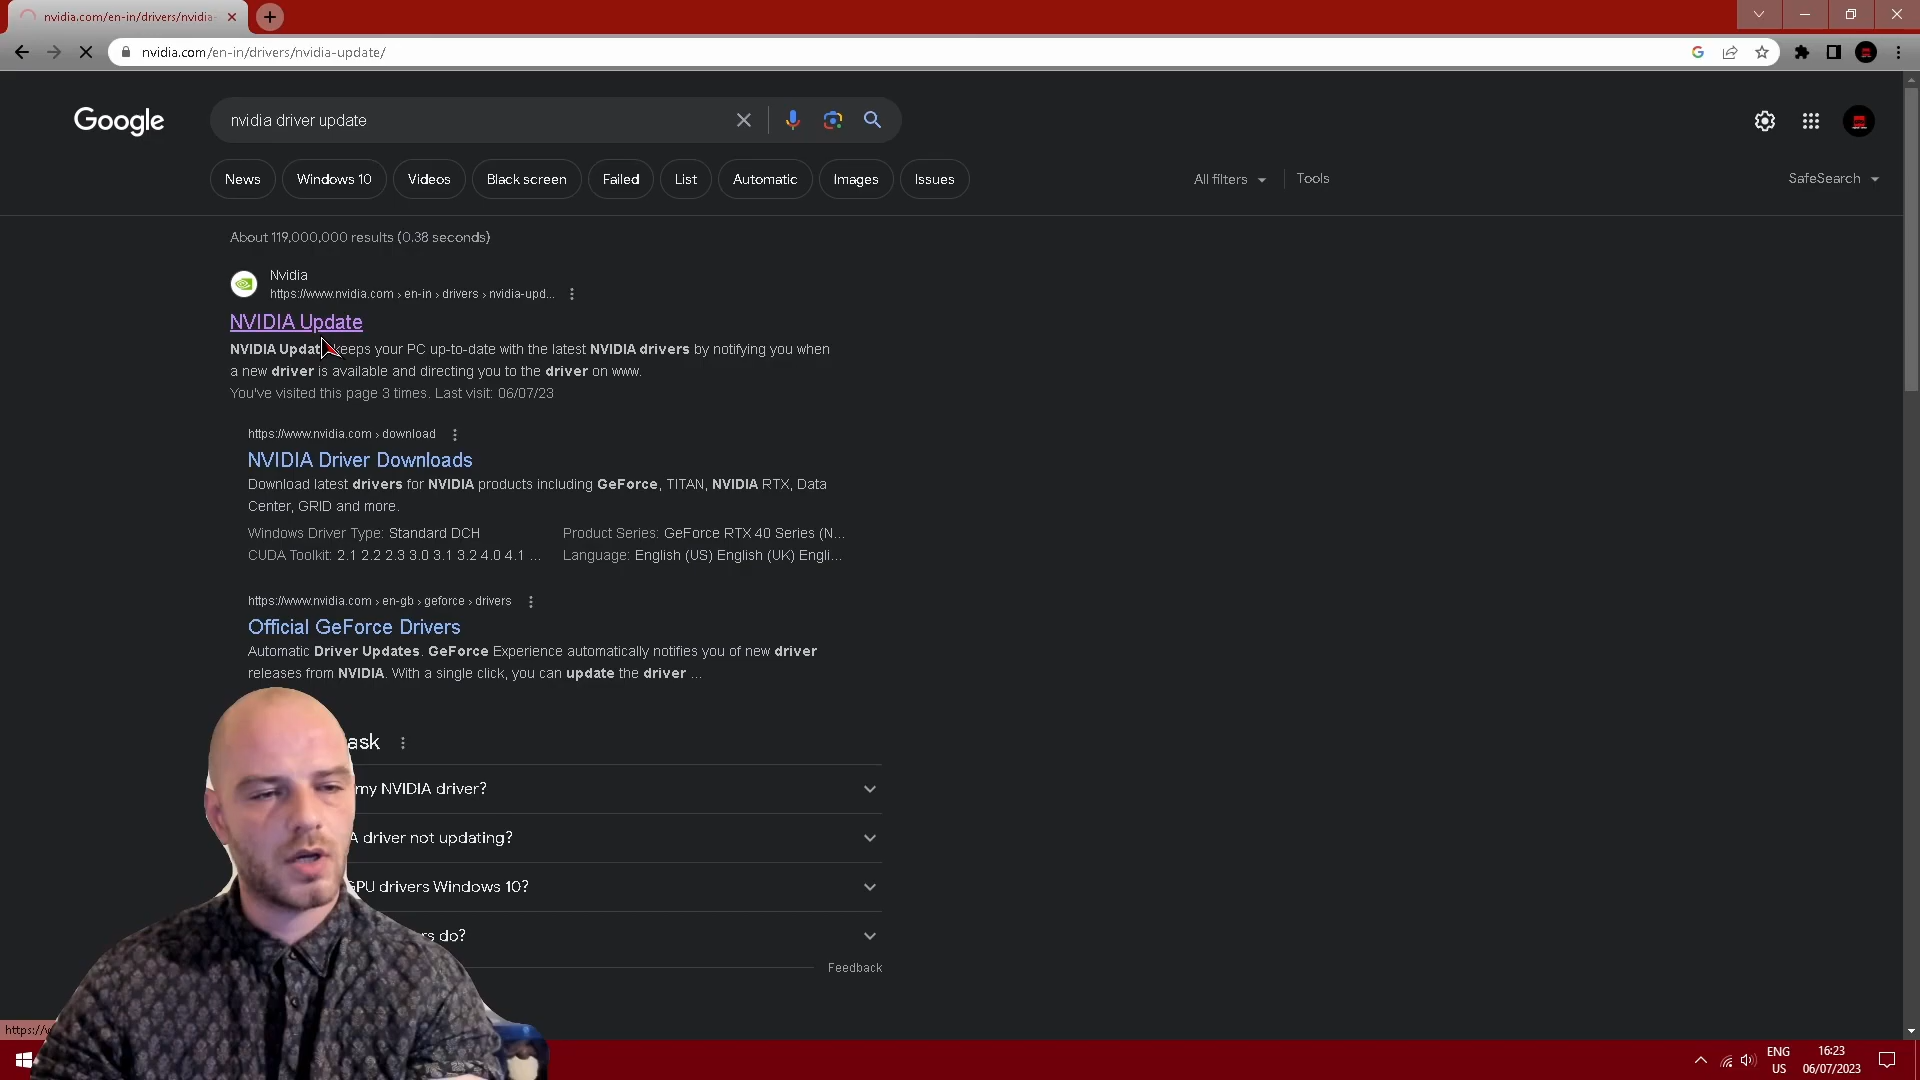 nvidia.com/en-in/drivers/nvidia-
nvidia.com/en-in/drivers/nvidia-update/
Google
nvidia driver update
News
Windows 10
Videos
Black screen
Failed
List
Automatic
Images
Issues
All filters
Tools
SafeSearch
About 119,000,000 results (0.38 seconds)
Nvidia
https://www.nvidia.com › en-in › drivers › nvidia-upd...
NVIDIA Update
NVIDIA Update keeps your PC up-to-date with the latest NVIDIA drivers by notifying you when
a new driver is available and directing you to the driver on www.
You've visited this page 3 times. Last visit: 06/07/23
https://www.nvidia.com › download
NVIDIA Driver Downloads
Download latest drivers for NVIDIA products including GeForce, TITAN, NVIDIA RTX, Data
Center, GRID and more.
Windows Driver Type: Standard DCH
Product Series: GeForce RTX 40 Series (N...
CUDA Toolkit: 2.1 2.2 2.3 3.0 3.1 3.2 4.0 4.1 ...
Language: English (US) English (UK) Engli...
https://www.nvidia.com › en-gb › geforce › drivers
Official GeForce Drivers
Automatic Driver Updates. GeForce Experience automatically notifies you of new driver
releases from NVIDIA. With a single click, you can update the driver ...
ask
my NVIDIA driver?
A driver not updating?
GPU drivers Windows 10?
rs do?
Feedback
https://w
ENG
US
16:23
06/07/2023